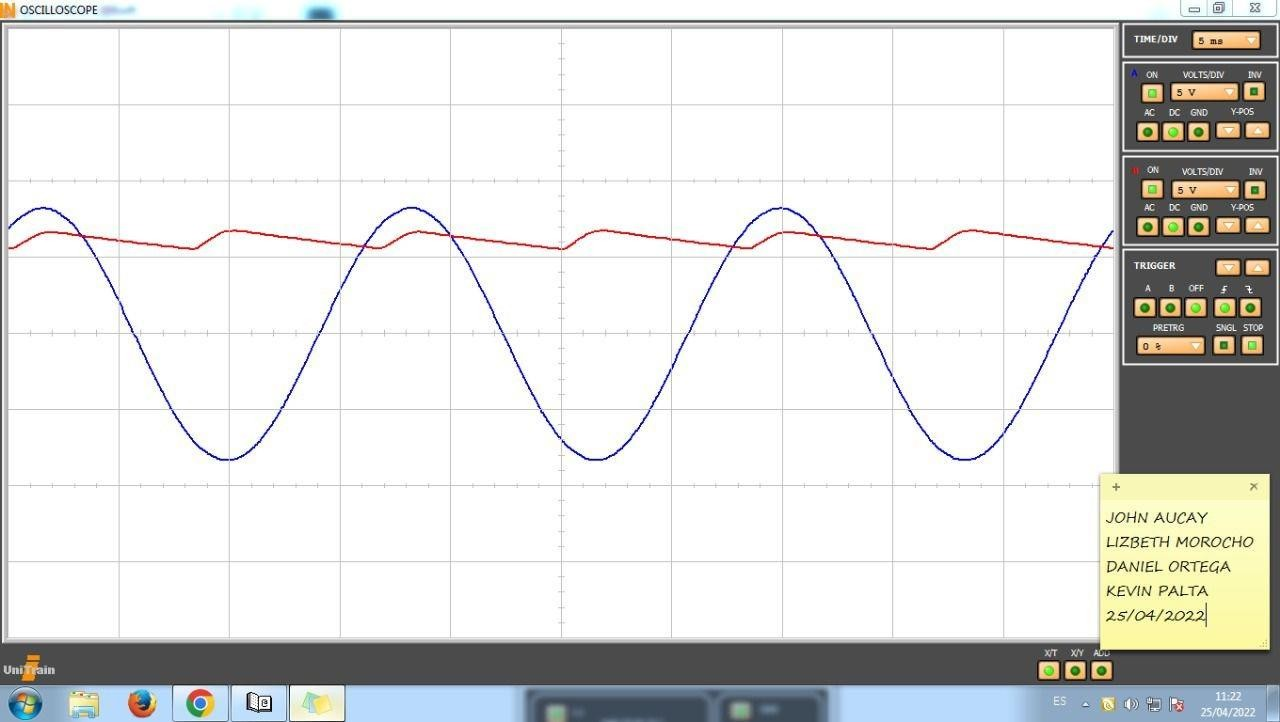 OSCILLOSCOPE
TIME/DIV 5 ms
A ON VOLTS/DIV INV
5 V
AC DC GND Y-POS
ON VOLTS/DIV INV
5 V
AC DC GND Y-POS
TRIGGER
A B OFF
PRETRG SNGL STOP
0 %
JOHN AUCAY
LIZBETH MOROCHO
DANIEL ORTEGA
KEVIN PALTA
25/04/2022
X/T X/Y ADD
UniTrain
ES
11:22
25/04/2022